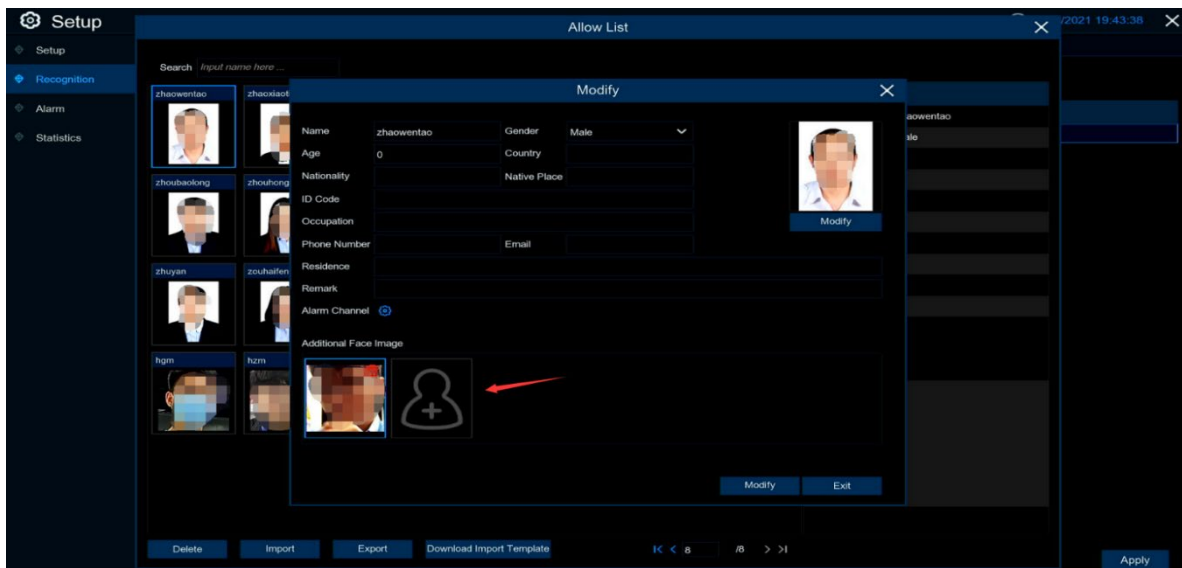 Setup
Allow List
/2021 19:43:38
Setup
Recognition
Alarm
Statistics
Search Input name here ...
zhaowentao
zhaoxiaot
zhoubaolong
zhouhong
zhuyan
zouhaifen
hgm
hzm
Modify
Name zhaowentao Gender Male
Age 0 Country
Nationality Native Place
ID Code
Occupation
Modify
Phone Number Email
Residence
Remark
Alarm Channel
Additional Face Image
Modify Exit
aowentao
ale
Delete Import Export Download Import Template
8 /8
Apply